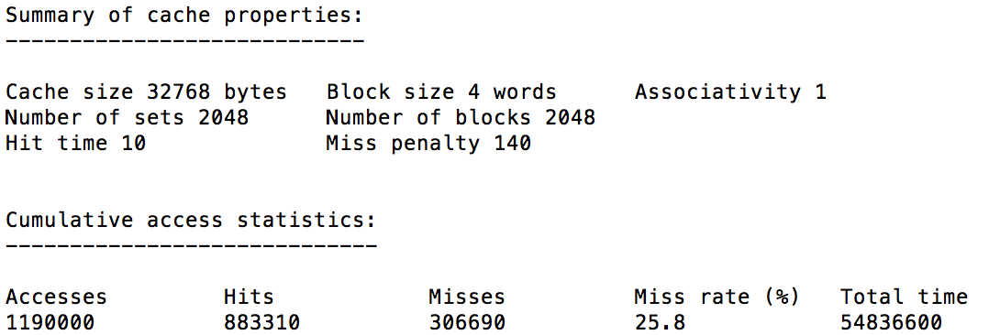 Summary of cache properties:
----------------------------
Cache size 32768 bytes Block size 4 words Associativity 1
Number of sets 2048 Number of blocks 2048
Hit time 10 Miss penalty 140
Cumulative access statistics:
-----------------------------
Accesses Hits Misses Miss rate (%) Total time
1190000 883310 306690 25.8 54836600